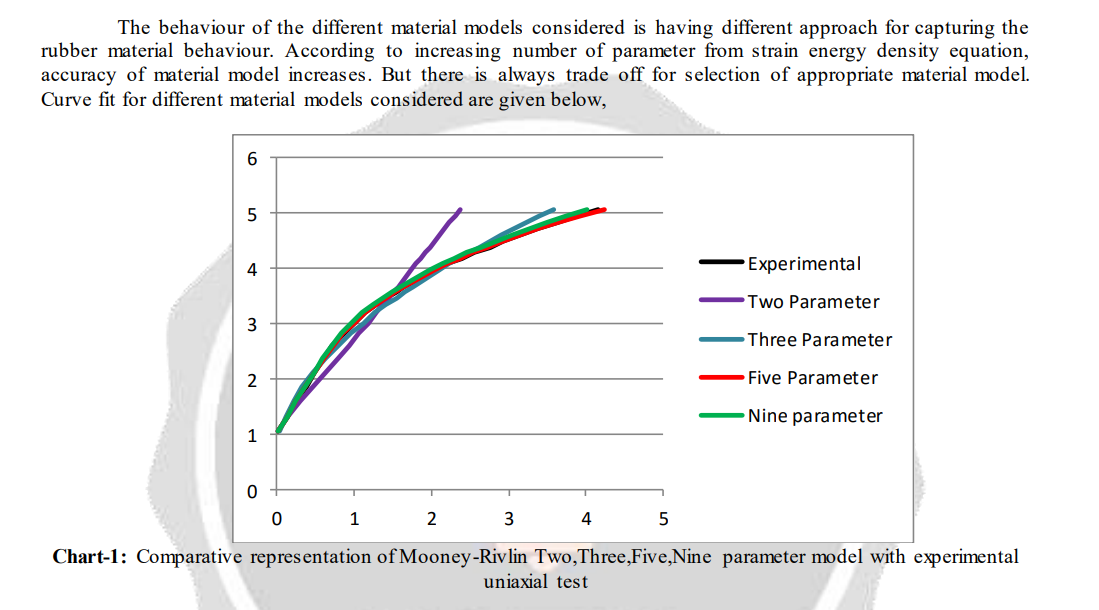 The behaviour of the different material models considered is having different approach for capturing the
rubber material behaviour. According to increasing number of parameter from strain energy density equation,
accuracy of material model increases. But there is always trade off for selection of appropriate material model.
Curve fit for different material models considered are given below,
6
5
4
3
2
1
0
0 1 2 3 4 5
Experimental
Two Parameter
Three Parameter
Five Parameter
Nine parameter
Chart-1: Comparative representation of Mooney-Rivlin Two,Three,Five,Nine parameter model with experimental
uniaxial test